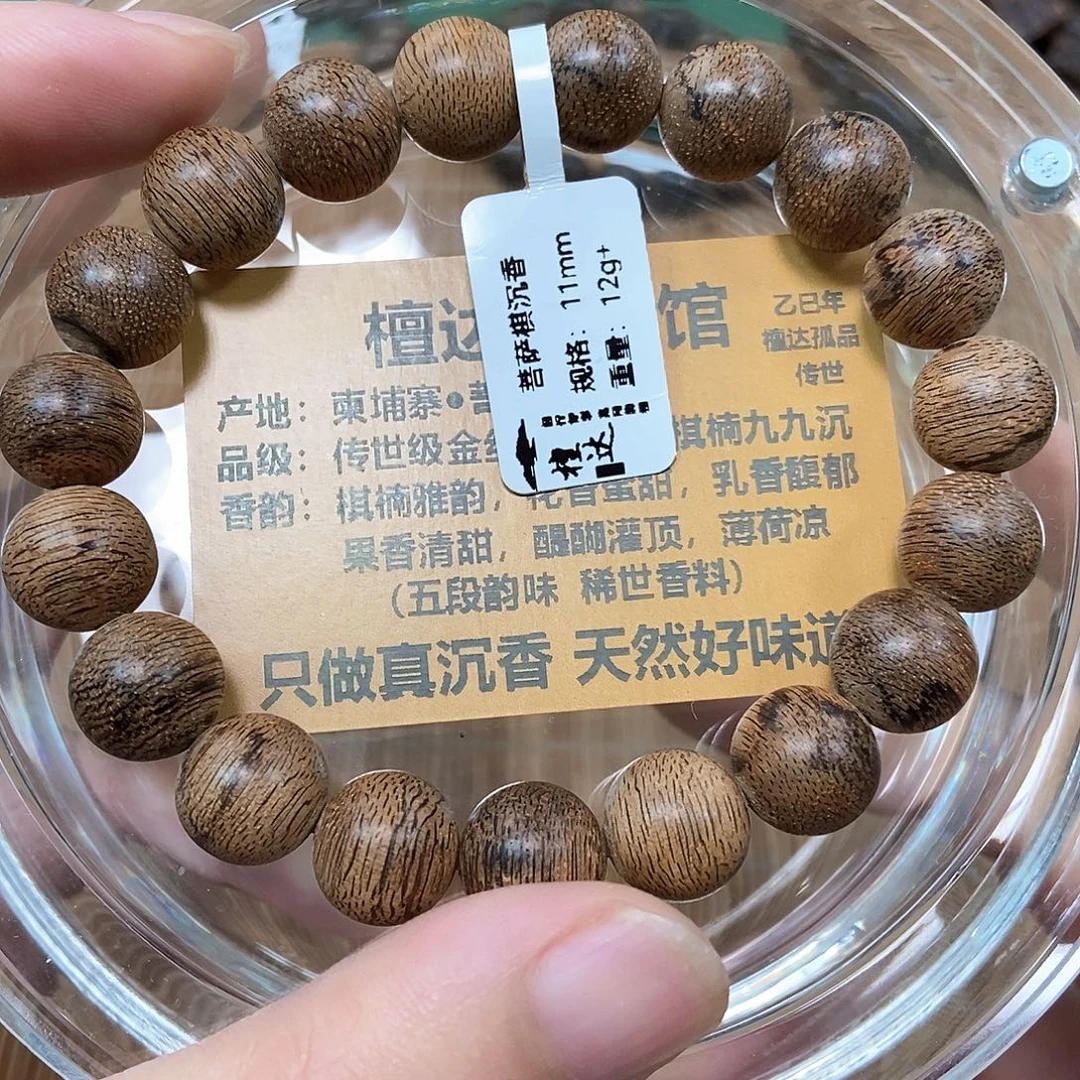 菩萨棋沉香
规格：11mm
重量：12g+
檀达
檀达 馆
乙巳年
檀达孤品
传世
产地：柬埔寨•菩
品级：传世级金 棋楠九九沉
香韵：棋楠雅韵，花香蜜甜，乳香馥郁
果香清甜，醍醐灌顶，薄荷凉
（五段韵味 稀世香料）
只做真沉香 天然好味道